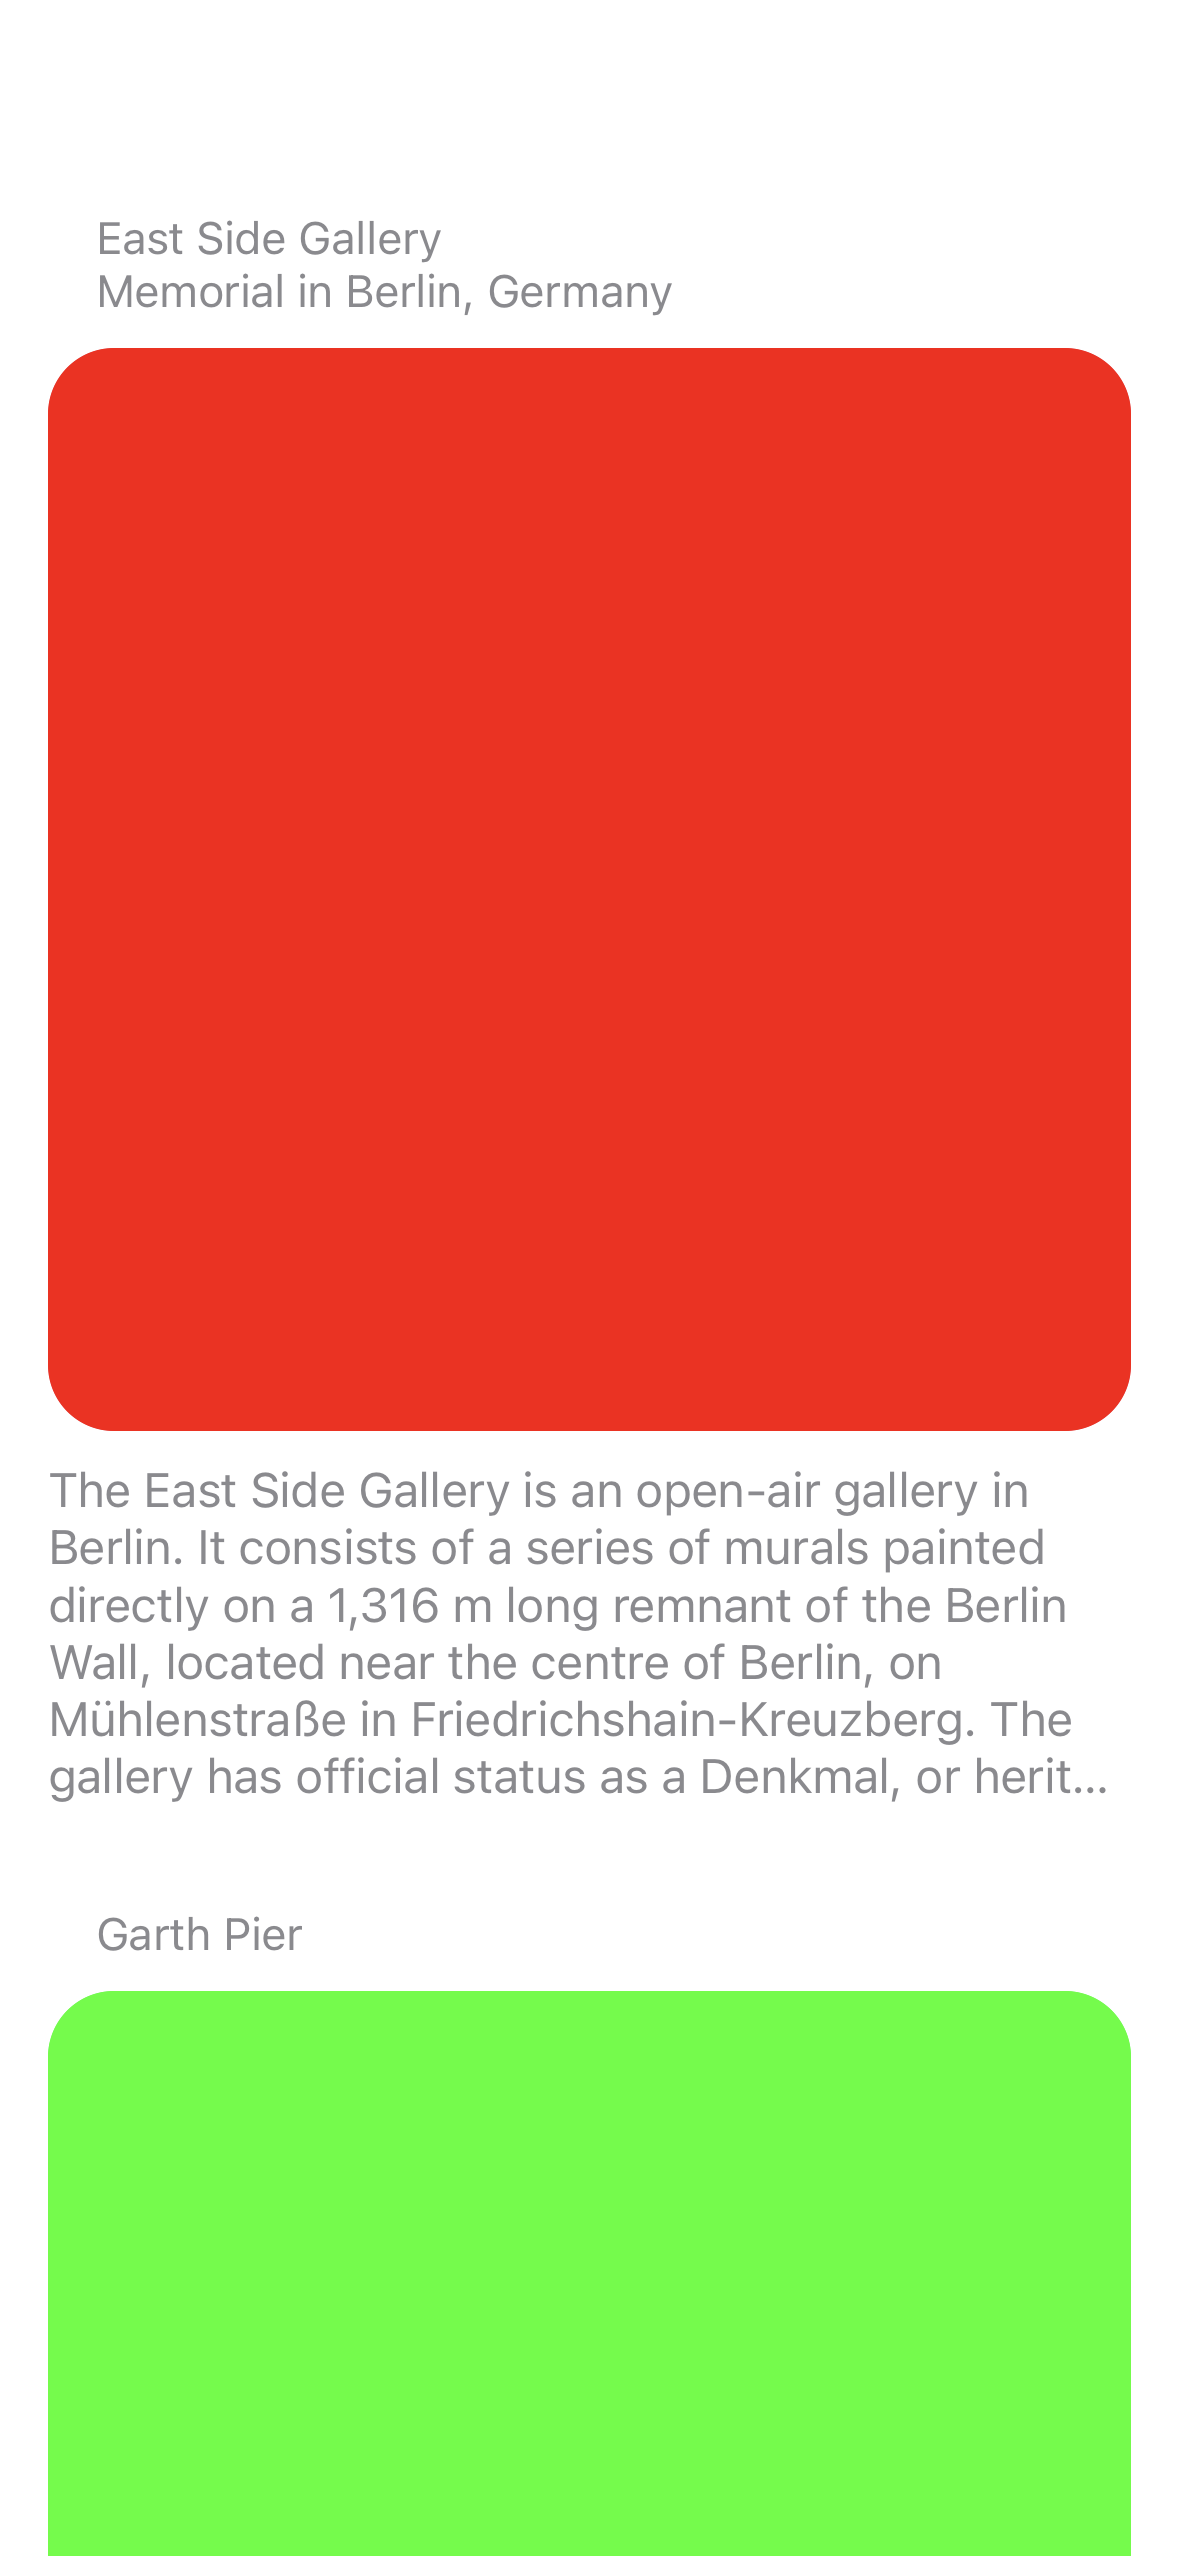 East Side Gallery
Memorial in Berlin, Germany
The East Side Gallery is an open-air gallery in
Berlin. It consists of a series of murals painted
directly on a 1,316 m long remnant of the Berlin
Wall, located near the centre of Berlin, on
Mühlenstraße in Friedrichshain-Kreuzberg. The
gallery has official status as a Denkmal, or herit...
Garth Pier